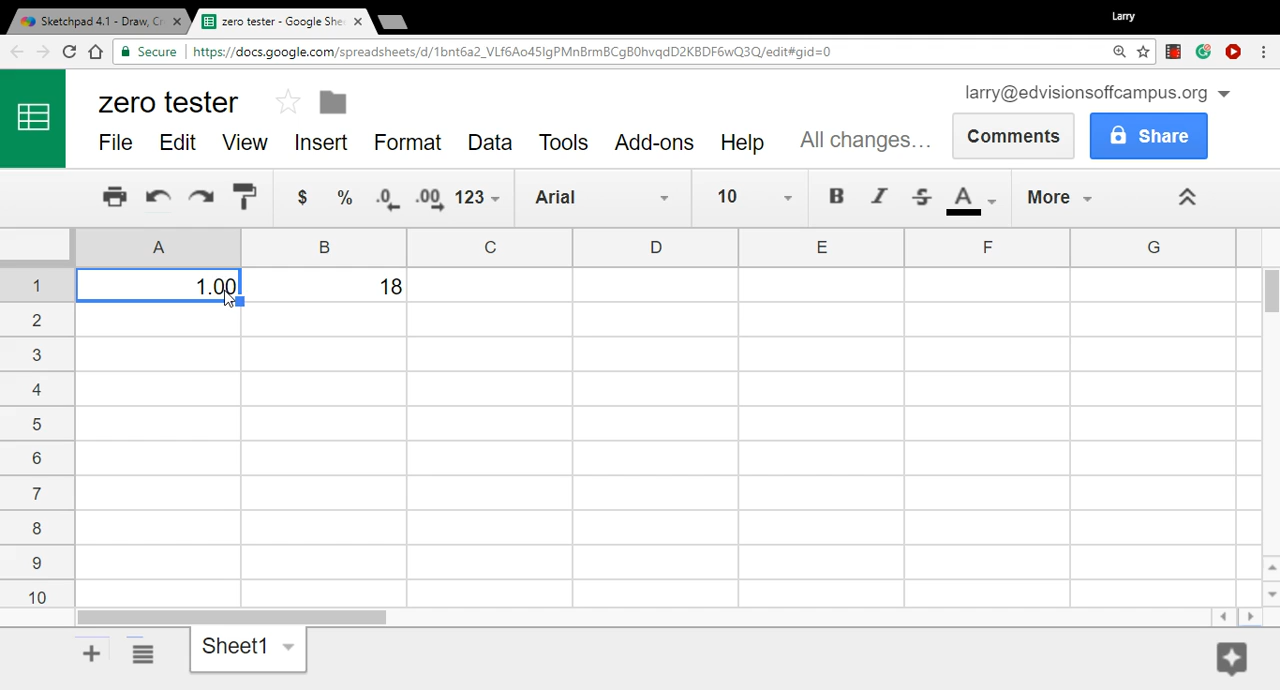 Larry
Sketchpad 4.1 - Draw, Cr
zero tester - Google She
Secure
https://docs.google.com/spreadsheets/d/1bnt6a2_VLf6Ao45lgPMnBrmBCgB0hvqdD2KBDF6wQ3Q/edit#gid=0
zero tester
larry@edvisionsoffcampus.org
File Edit View Insert Format Data Tools Add-ons Help All changes…
Comments
Share
$ % .0 .00 123 Arial 10 B I S A More
A B C D E F G
1 1.00 18
2
3
4
5
6
7
8
9
10
+ Sheet1